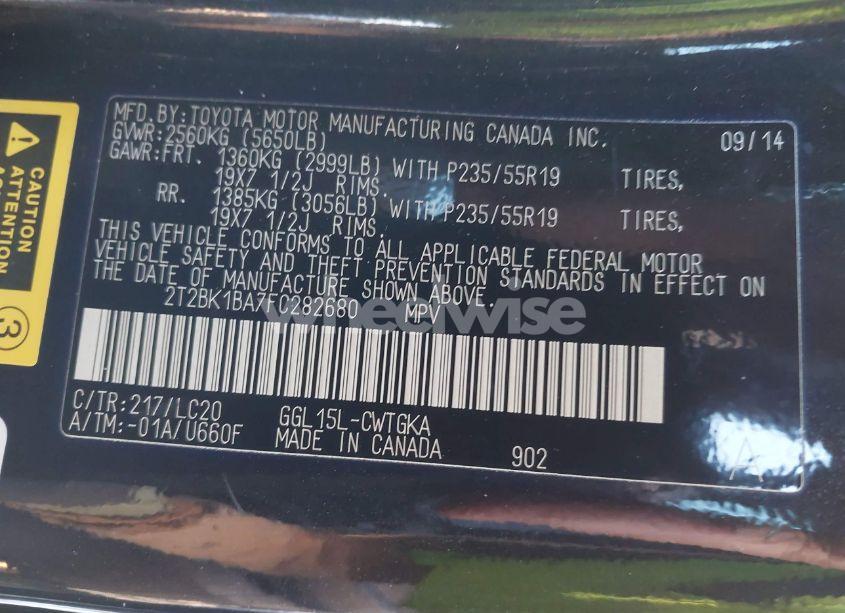 MFD.BY:TOYOTA MOTOR MANUFACTURING CANADA INC. 09/14
GVWR:2560KG (5650LB)
GAWR:FRT. 1360KG (2999LB) WITH P235/55R19 TIRES,
19X7 1/2J RIMS.
RR. 1385KG (3056LB) WITH P235/55R19 TIRES,
19X7 1/2J RIMS.
THIS VEHICLE CONFORMS TO ALL APPLICABLE FEDERAL MOTOR
VEHICLE SAFETY AND THEFT PREVENTION STANDARDS IN EFFECT ON
THE DATE OF MANUFACTURE SHOWN ABOVE.
2T2BK1BA7FC282680 MPV
wheelwise
C/TR:217/LC20 GGL15L-CWTGKA
A/TM:-01A/U660F MADE IN CANADA 902
A
CAUTION
ATTENTION
3